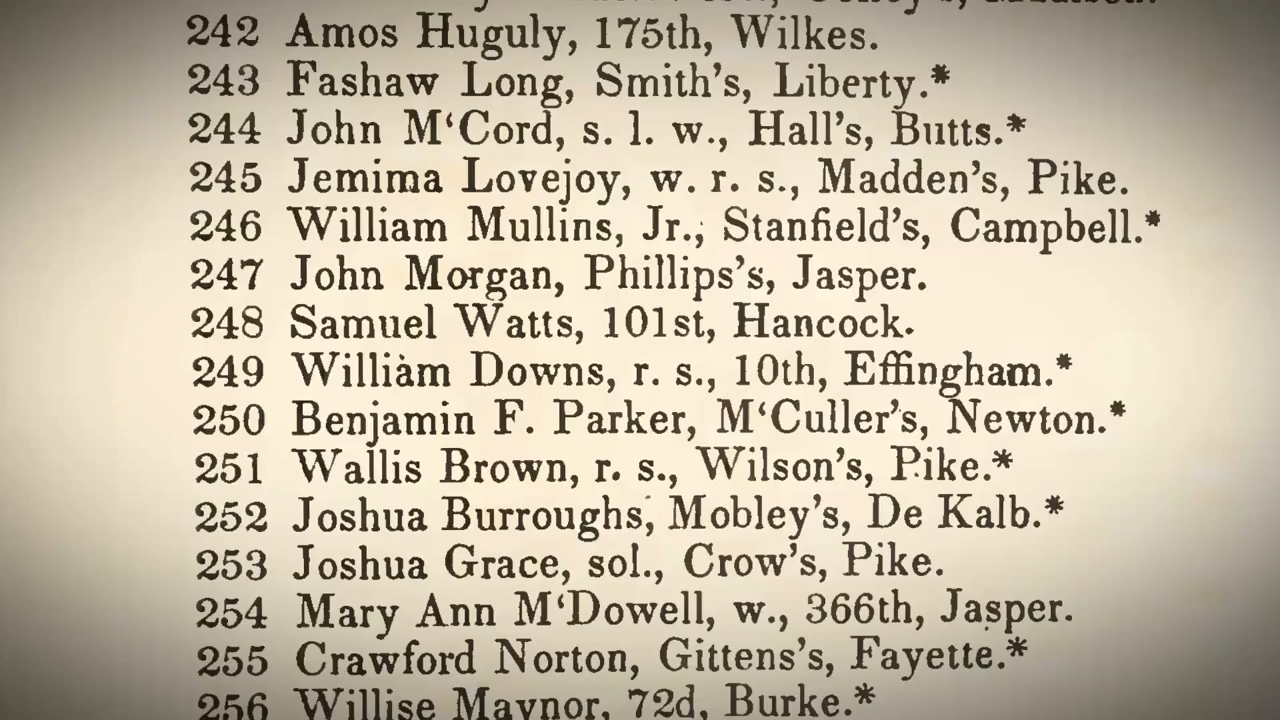 242 Amos Huguly, 175th, Wilkes.
243 Fashaw Long, Smith's, Liberty.*
244 John M‘Cord, s. l. w., Hall's, Butts.*
245 Jemima Lovejoy, w. r. s., Madden's, Pike.
246 William Mullins, Jr., Stanfield's, Campbell.*
247 John Morgan, Phillips's, Jasper.
248 Samuel Watts, 101st, Hancock.
249 William Downs, r. s., 10th, Effingham.*
250 Benjamin F. Parker, M‘Culler's, Newton.*
251 Wallis Brown, r. s., Wilson's, Pike.*
252 Joshua Burroughs, Mobley's, De Kalb.*
253 Joshua Grace, sol., Crow's, Pike.
254 Mary Ann M‘Dowell, w., 366th, Jasper.
255 Crawford Norton, Gittens's, Fayette.*
256 Willise Maynor, 72d, Burke.*